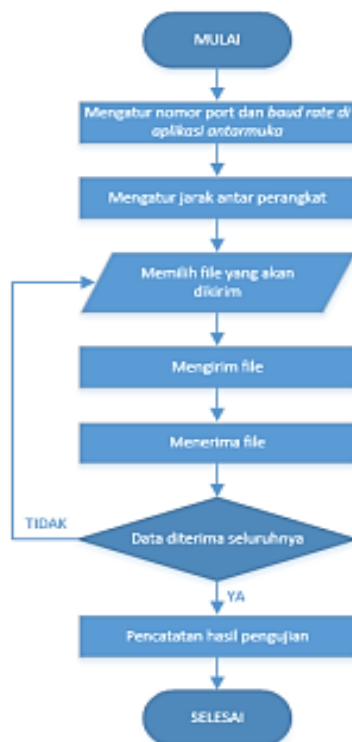 MULAI
Mengatur nomor port dan baud rate di
aplikasi antarmuka
Mengatur jarak antar perangkat
Memilih file yang akan
dikirim
Mengirim file
Menerima file
TIDAK
Data diterima seluruhnya
YA
Pencatatan hasil pengujian
SELESAI